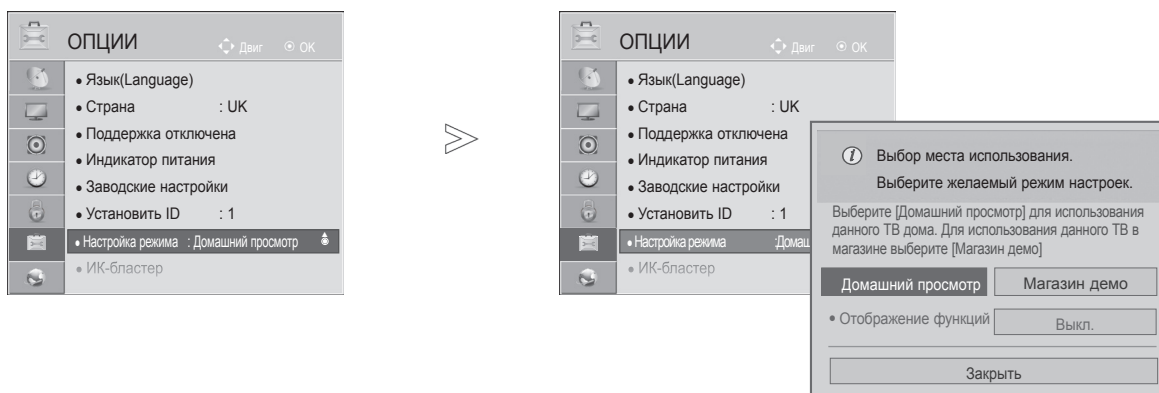 ОПЦИИ
Двиг
OK
• Язык(Language)
• Страна : UK
• Поддержка отключена
• Индикатор питания
• Заводские настройки
• Установить ID : 1
• Настройка режима : Домашний просмотр
• ИК-бластер
>
ОПЦИИ
Двиг
OK
• Язык(Language)
• Страна : UK
• Поддержка отключена
• Индикатор питания
• Заводские настройки
• Установить ID : 1
• Настройка режима :Домаш
• ИК-бластер
i Выбор места использования.
Выберите желаемый режим настроек.
Выберите [Домашний просмотр] для использования
данного ТВ дома. Для использования данного ТВ в
магазине выберите [Магазин демо]
Домашний просмотр Магазин демо
• Отображение функций Выкл.
Закрыть